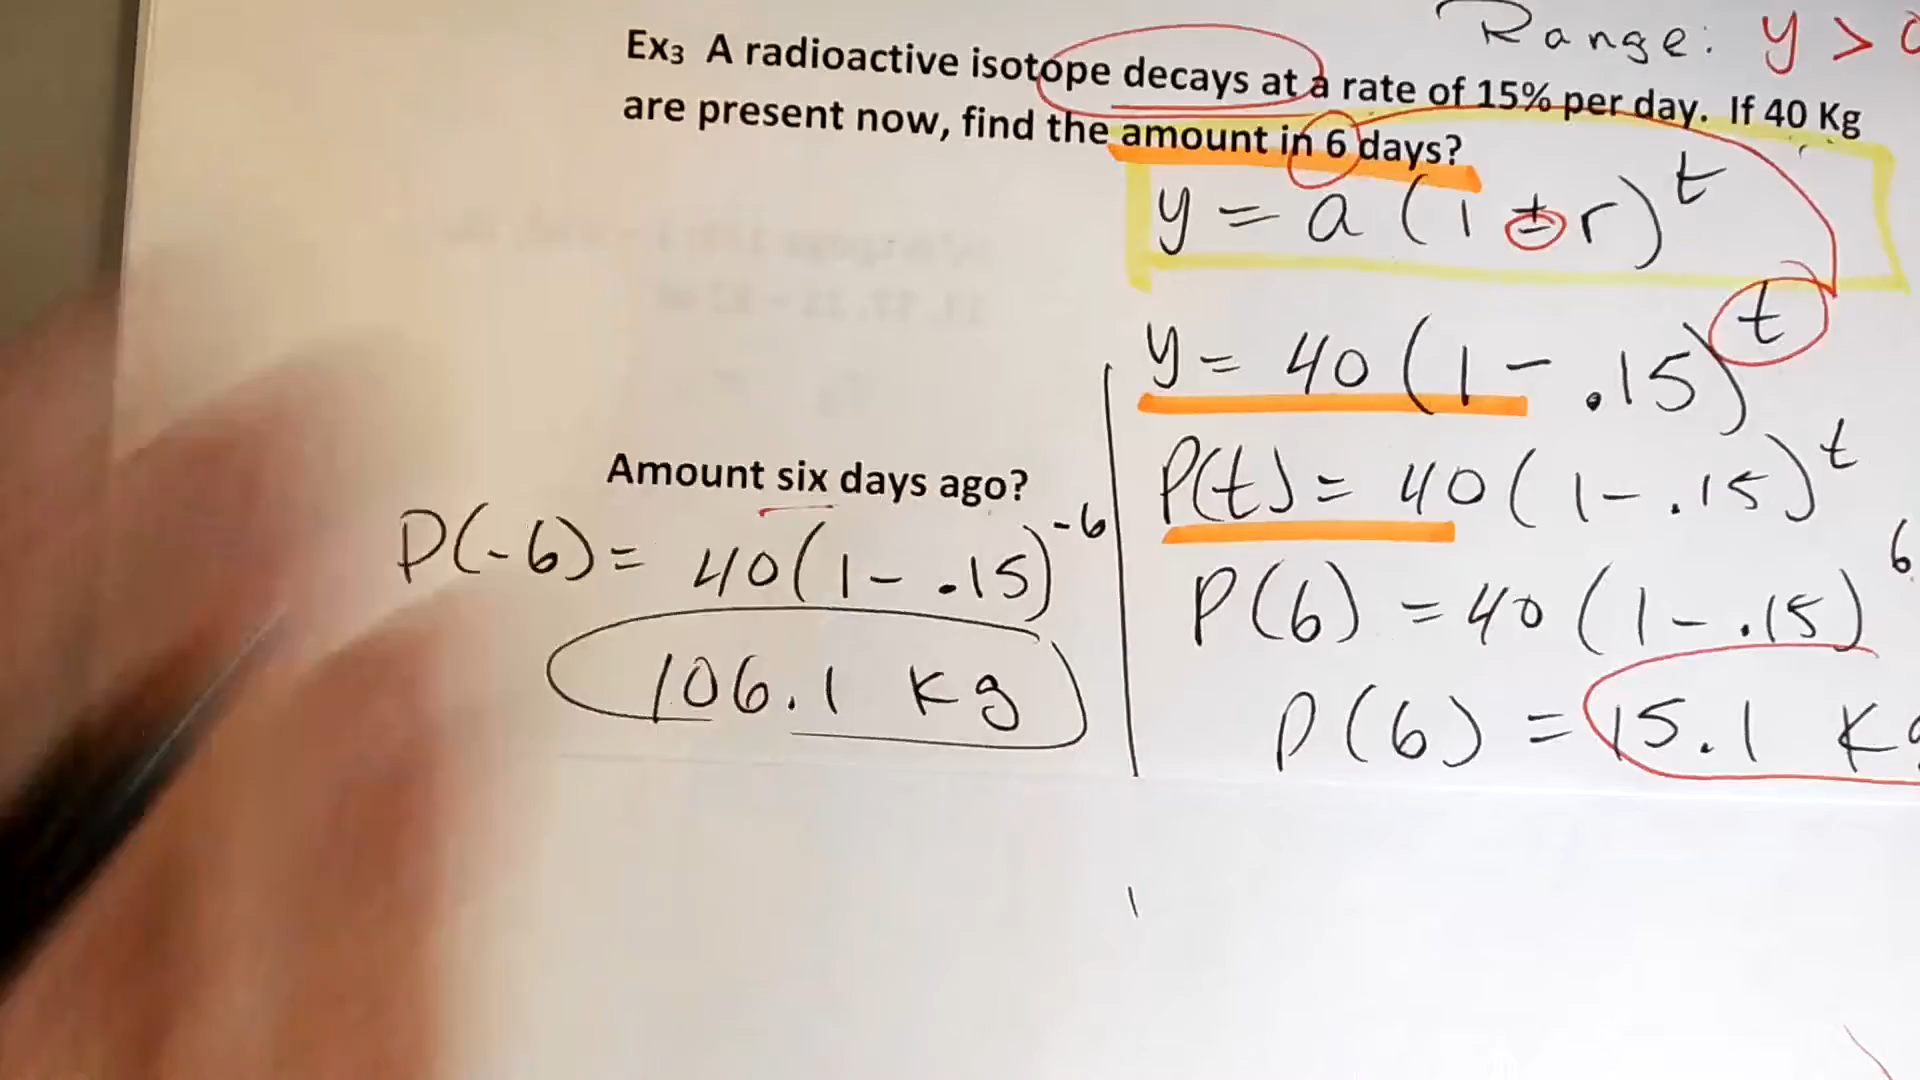 Range: y >
Ex3 A radioactive isotope decays at a rate of 15% per day. If 40 Kg
are present now, find the amount in 6 days?
y = a (1 ± r)^t
y = 40 (1 - .15)^t
P(t) = 40 (1 - .15)^t
P(6) = 40 (1 - .15)^6
P(6) = 15.1 Kg
Amount six days ago?
P(-6) = 40 (1 - .15)^-6
106.1 kg